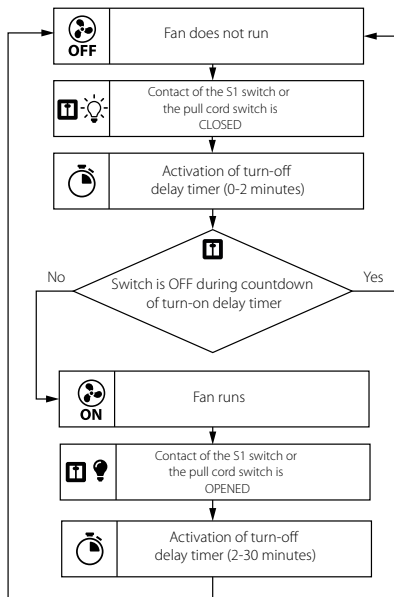 OFF
Fan does not run
Contact of the S1 switch or
the pull cord switch is
CLOSED
Activation of turn-off
delay timer (0-2 minutes)
No
Switch is OFF during countdown
of turn-on delay timer
Yes
ON
Fan runs
Contact of the S1 switch or
the pull cord switch is
OPENED
Activation of turn-off
delay timer (2-30 minutes)